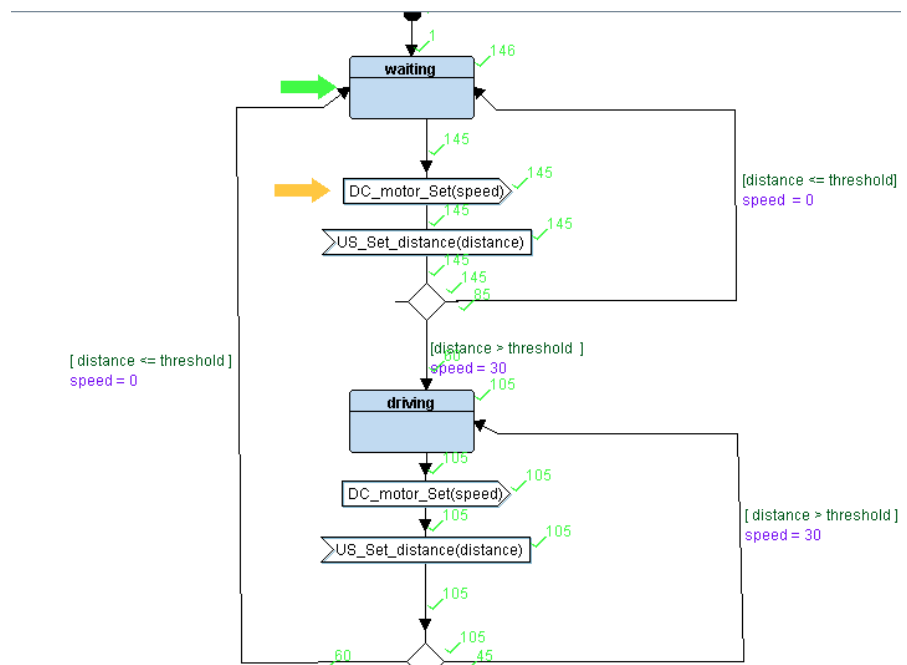 1
146
waiting
145
DC_motor_Set(speed)
145
[distance <= threshold]
speed = 0
145
US_Set_distance(distance)
145
145
145
85
[ distance <= threshold ]
speed = 0
[distance > threshold ]
60
speed = 30
105
driving
105
DC_motor_Set(speed)
105
[ distance > threshold ]
speed = 30
105
US_Set_distance(distance)
105
105
105
60
45